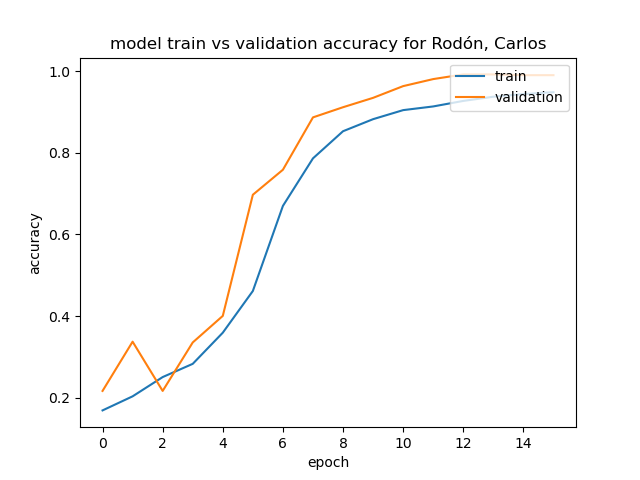 model train vs validation accuracy for Rodón, Carlos
1.0
0.8
0.6
0.4
0.2
accuracy
train
validation
0 2 4 6 8 10 12 14
epoch